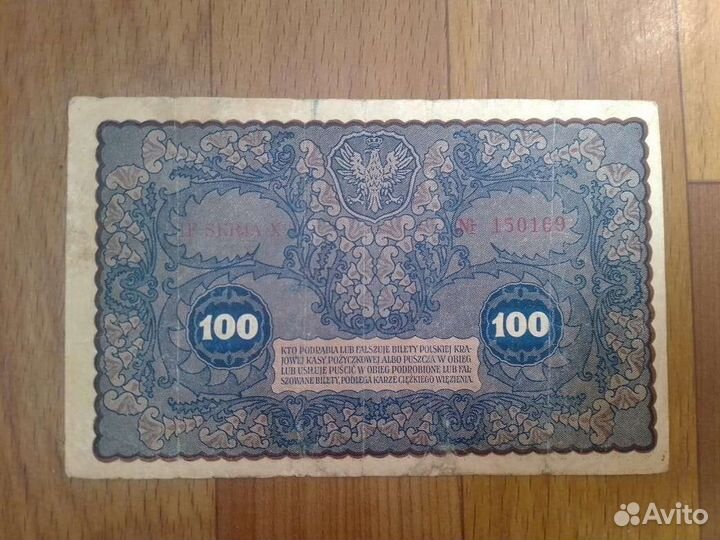 IF SERJA X
№ 150169
100
100
KTO PODRABIA LUB FAŁSZUJE BILETY POLSKIEJ KRA-
JOWEJ KASY POŻYCZKOWEJ ALBO PUSZCZA W OBIEG
LUB USIŁUJE PUŚCIĆ W OBIEG PODROBIONE LUB FAŁ-
SZOWANE BILETY, PODLEGA KARZE CIĘŻKIEGO WIĘZIENIA.
Avito